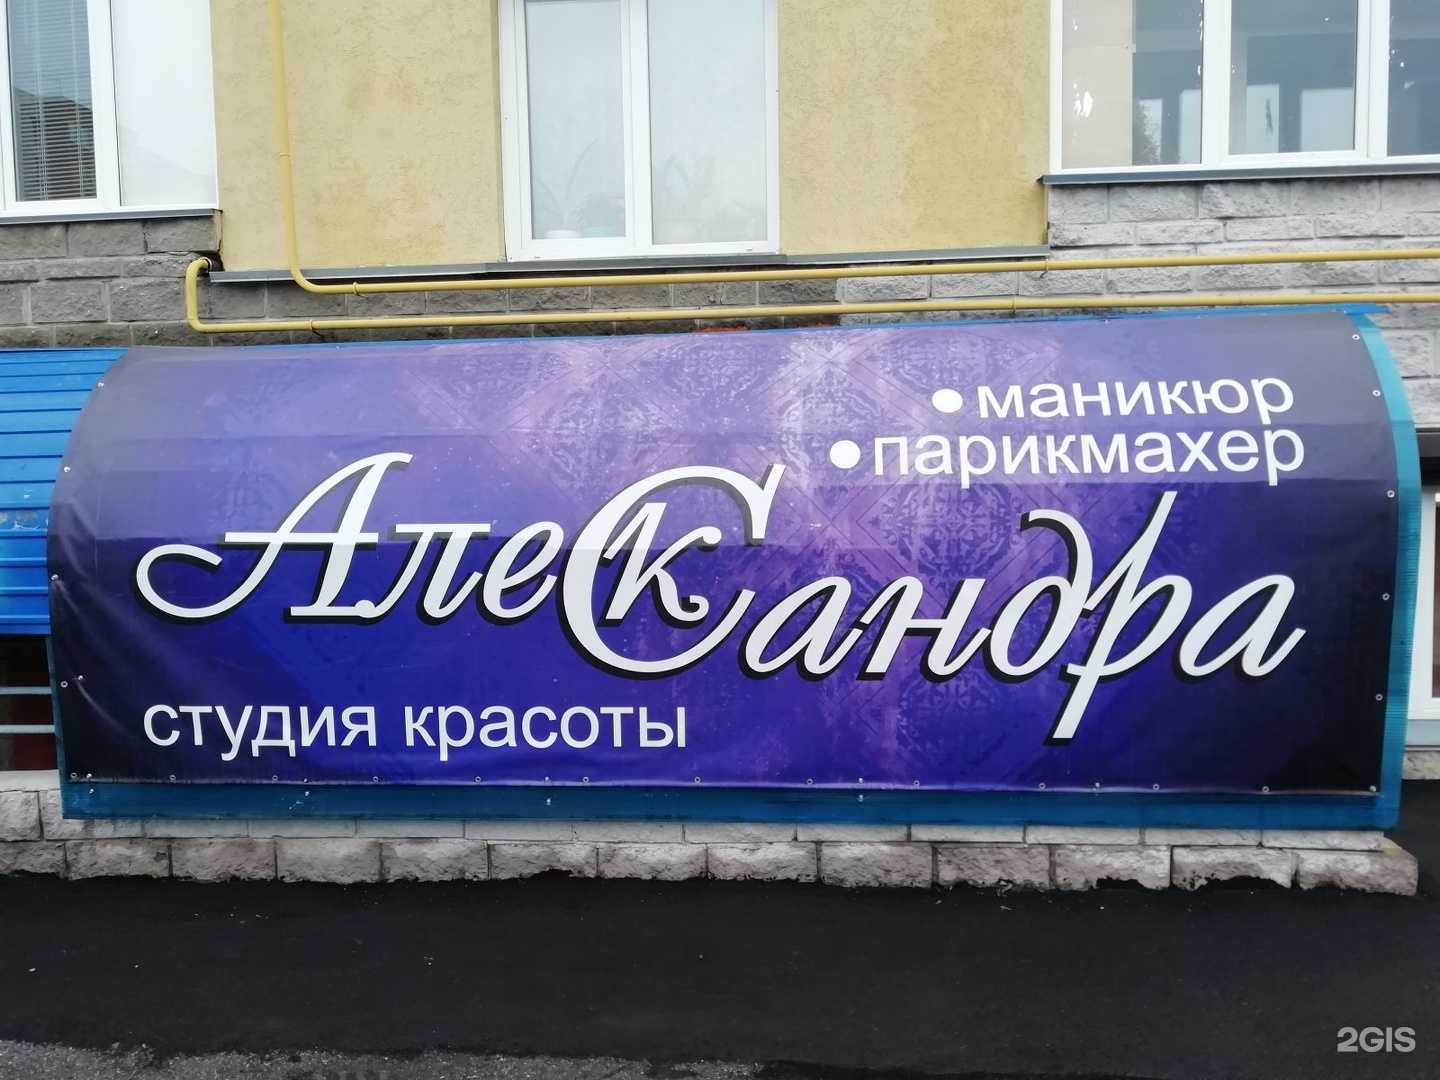 • маникюр
• парикмахер
АлекСандра
студия красоты
2GIS